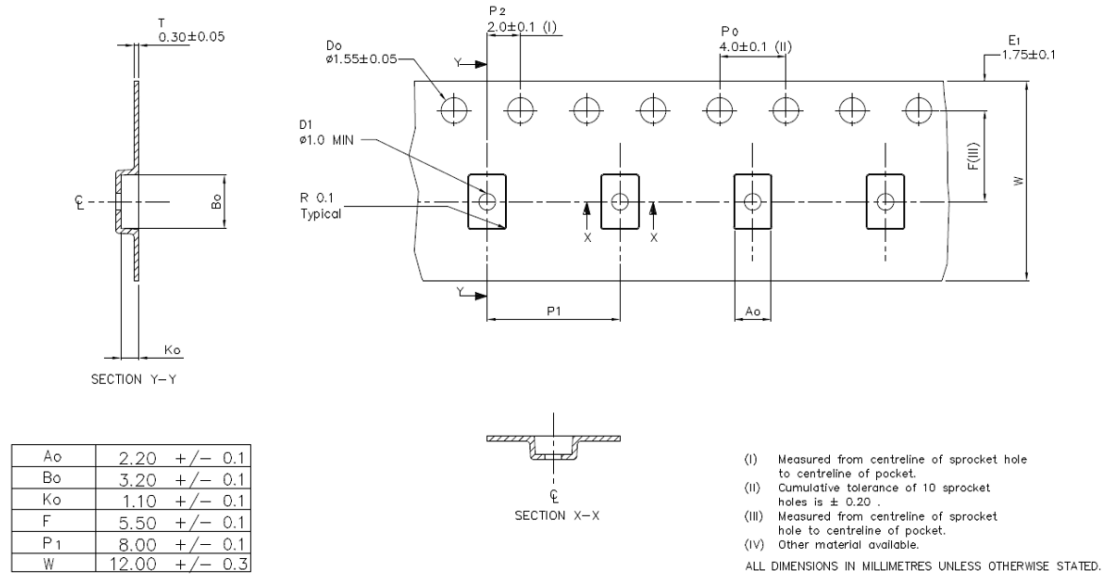 T
0.30±0.05
P2
2.0±0.1 (I)
Po
4.0±0.1 (II)
E1
1.75±0.1
Do
ø1.55±0.05
Y
D1
ø1.0 MIN
F(III)
W
Bo
R 0.1
Typical
X X
Y
P1
Ao
Ko
SECTION Y-Y
Ao 2.20 +/- 0.1
Bo 3.20 +/- 0.1
Ko 1.10 +/- 0.1
F 5.50 +/- 0.1
P1 8.00 +/- 0.1
W 12.00 +/- 0.3
SECTION X-X
(I) Measured from centreline of sprocket hole
to centreline of pocket.
(II) Cumulative tolerance of 10 sprocket
holes is ± 0.20 .
(III) Measured from centreline of sprocket
hole to centreline of pocket.
(IV) Other material available.
ALL DIMENSIONS IN MILLIMETRES UNLESS OTHERWISE STATED.